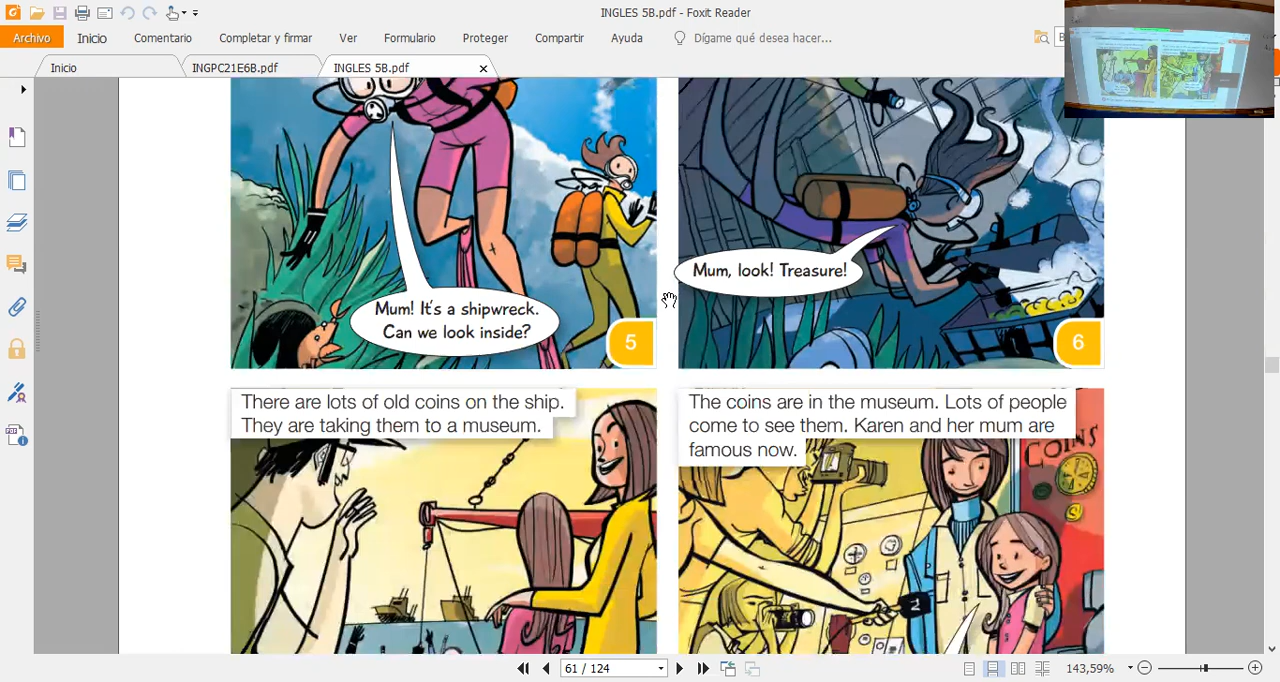 INGLES 5B.pdf - Foxit Reader
Archivo Inicio Comentario Completar y firmar Ver Formulario Proteger Compartir Ayuda Dígame qué desea hacer...
Inicio INGPC21E6B.pdf INGLES 5B.pdf
Mum! It's a shipwreck.
Can we look inside?
5
Mum, look! Treasure!
6
There are lots of old coins on the ship.
They are taking them to a museum.
The coins are in the museum. Lots of people
come to see them. Karen and her mum are
famous now.
COINS
61 / 124
143,59%